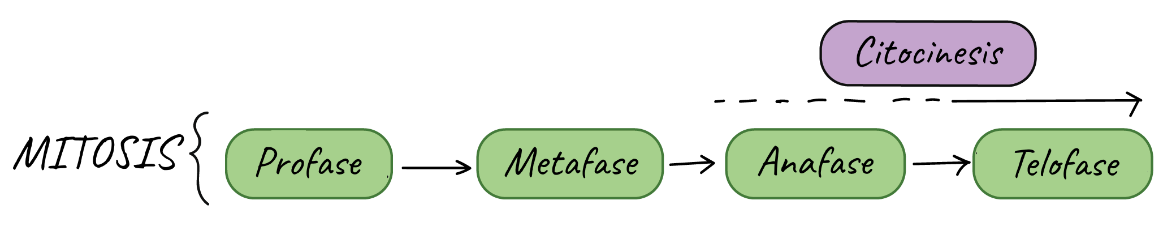 Citocinesis
MITOSIS
Profase
Metafase
Anafase
Telofase